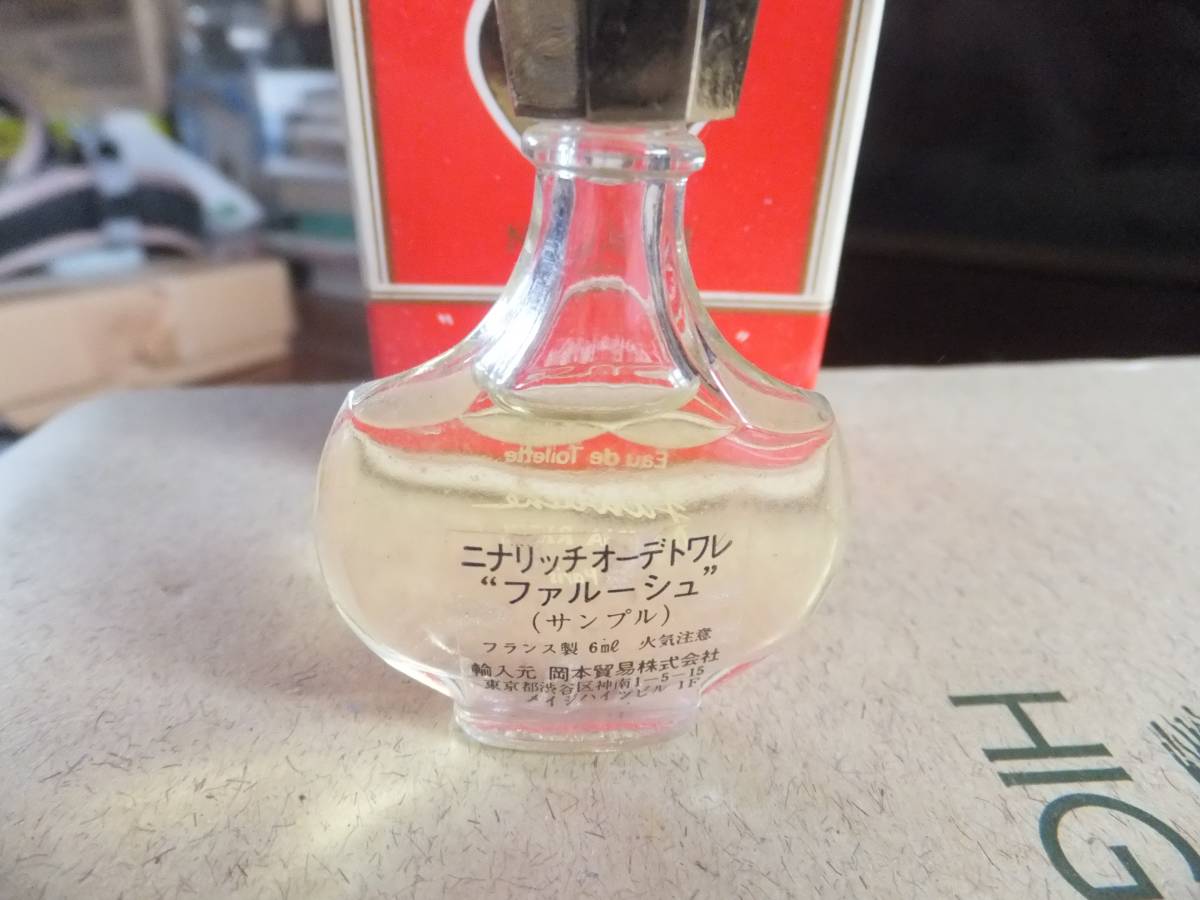 Eau de Toilette
ニナリッチオーデトワレ
“ファルーシュ”
(サンプル)
フランス製 6ml 火気注意
輸入元 岡本貿易株式会社
東京都渋谷区神南1-5-15
メイジハイツビル 1F
HIG